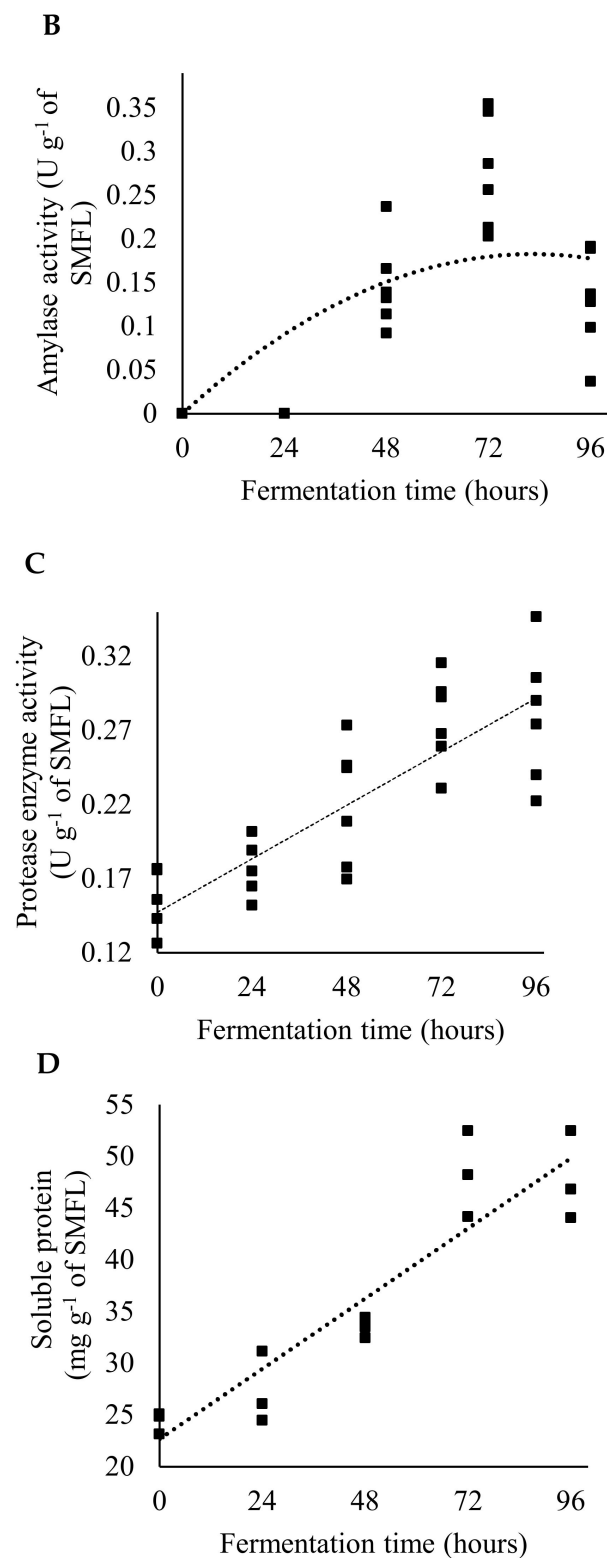 B
Amylase activity (U g-1 of
SMFL)
0.35
0.3
0.25
0.2
0.15
0.1
0.05
0
0 24 48 72 96
Fermentation time (hours)
C
Protease enzyme activity
(U g-1 of SMFL)
0.32
0.27
0.22
0.17
0.12
0 24 48 72 96
Fermentation time (hours)
D
Soluble protein
(mg g-1 of SMFL)
55
50
45
40
35
30
25
20
0 24 48 72 96
Fermentation time (hours)